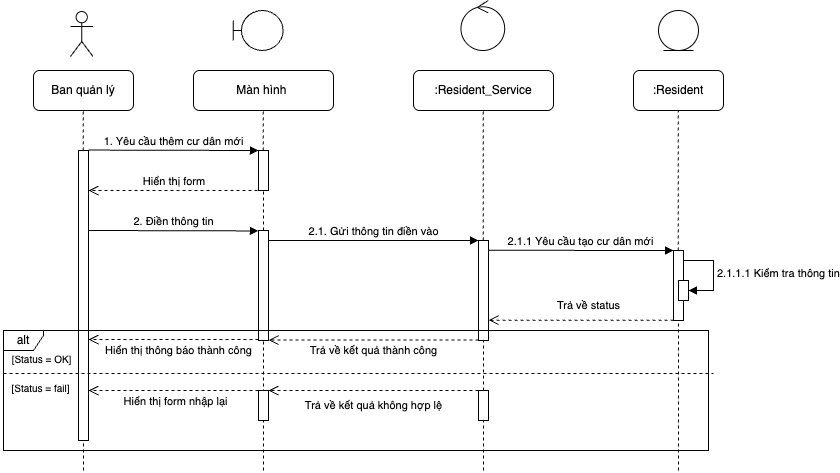 Ban quản lý
Màn hình
:Resident_Service
:Resident
1. Yêu cầu thêm cư dân mới
Hiển thị form
2. Điền thông tin
2.1. Gửi thông tin điền vào
2.1.1 Yêu cầu tạo cư dân mới
2.1.1.1 Kiểm tra thông tin
Trả về status
alt
[Status = OK]
Hiển thị thông báo thành công
Trả về kết quả thành công
[Status = fail]
Hiển thị form nhập lại
Trả về kết quả không hợp lệ